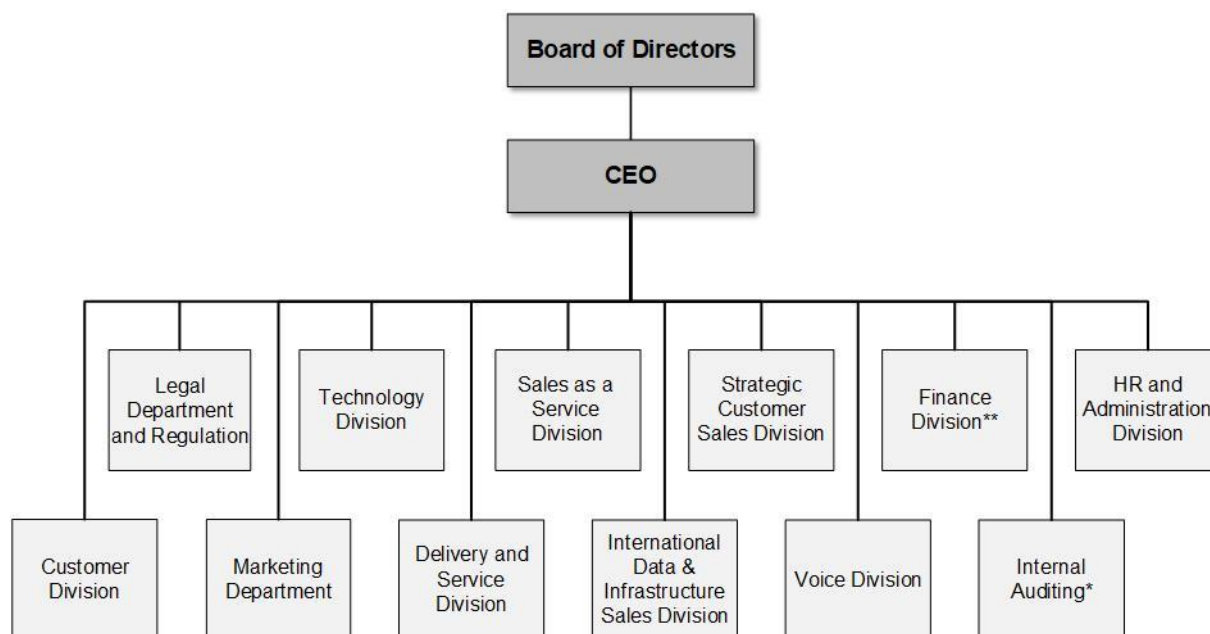 Board of Directors
CEO
Legal
Department
and Regulation
Technology
Division
Sales as a
Service
Division
Strategic
Customer
Sales Division
Finance
Division**
HR and
Administration
Division
Customer
Division
Marketing
Department
Delivery and
Service
Division
International
Data &
Infrastructure
Sales Division
Voice Division
Internal
Auditing*